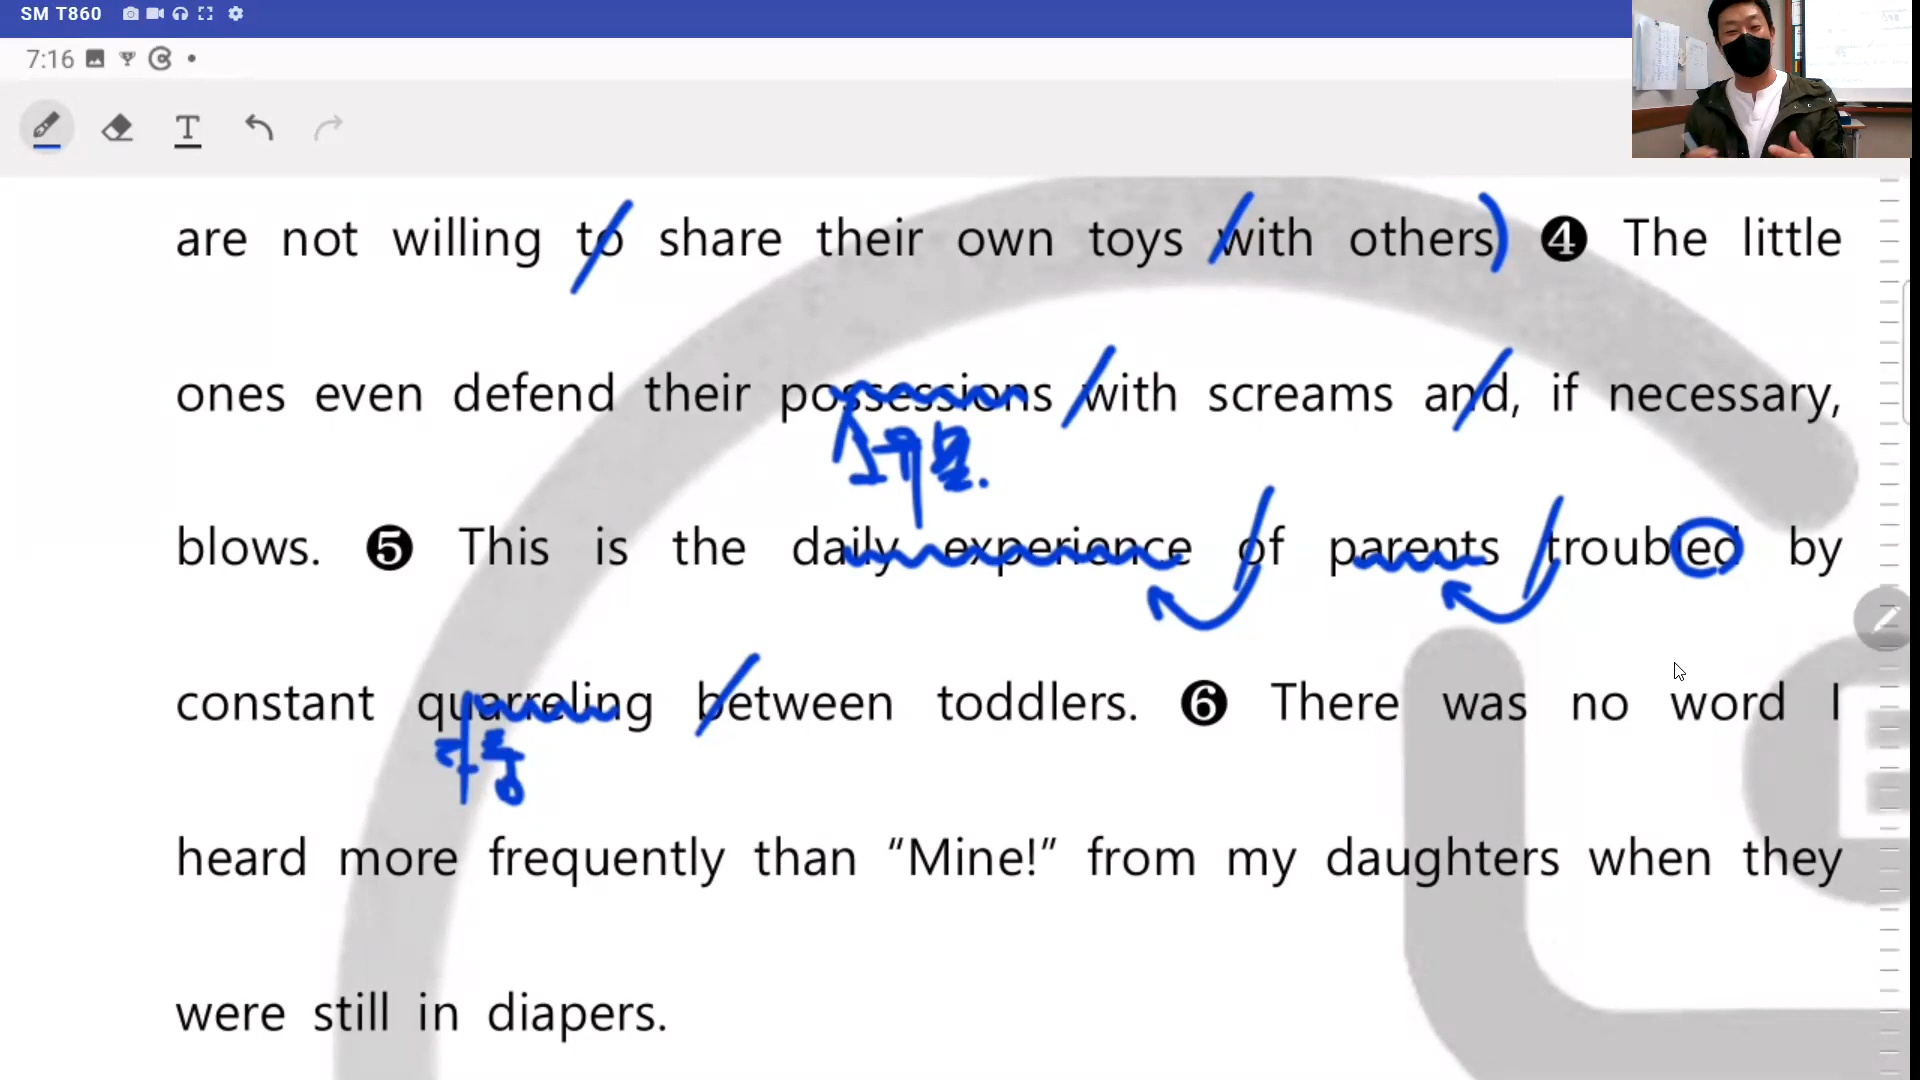 SM T860
7:16
are not willing to share their own toys with others) ❹ The little
ones even defend their possessions with screams and, if necessary,
소유물.
blows. ❺ This is the daily experience of parents troubled by
constant quarreling between toddlers. ❻ There was no word I
다툼
heard more frequently than “Mine!” from my daughters when they
were still in diapers.